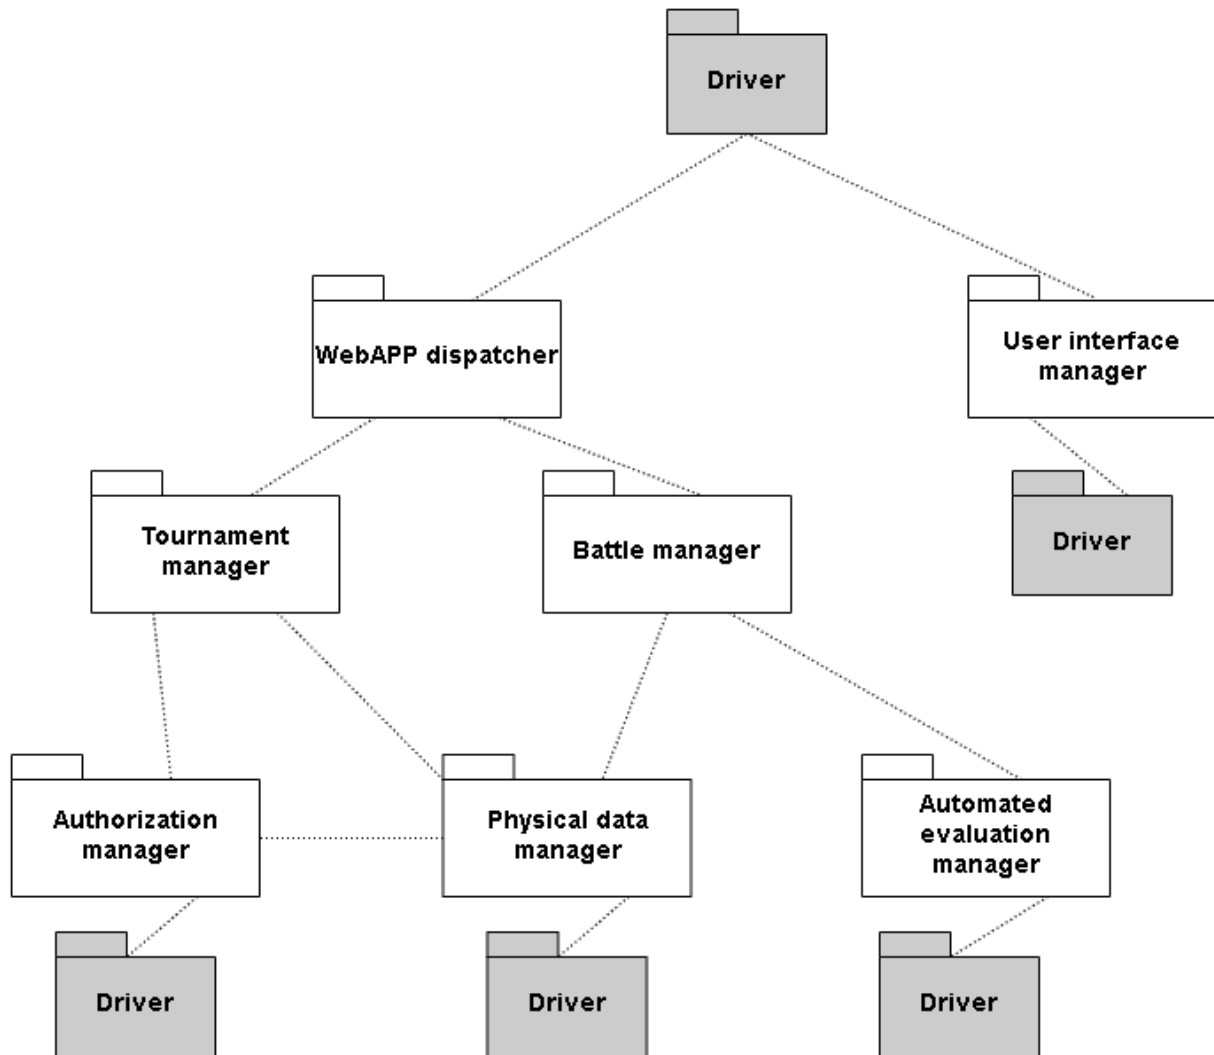 Driver
WebAPP dispatcher
User interface
manager
Tournament
manager
Battle manager
Driver
Authorization
manager
Physical data
manager
Automated
evaluation
manager
Driver
Driver
Driver